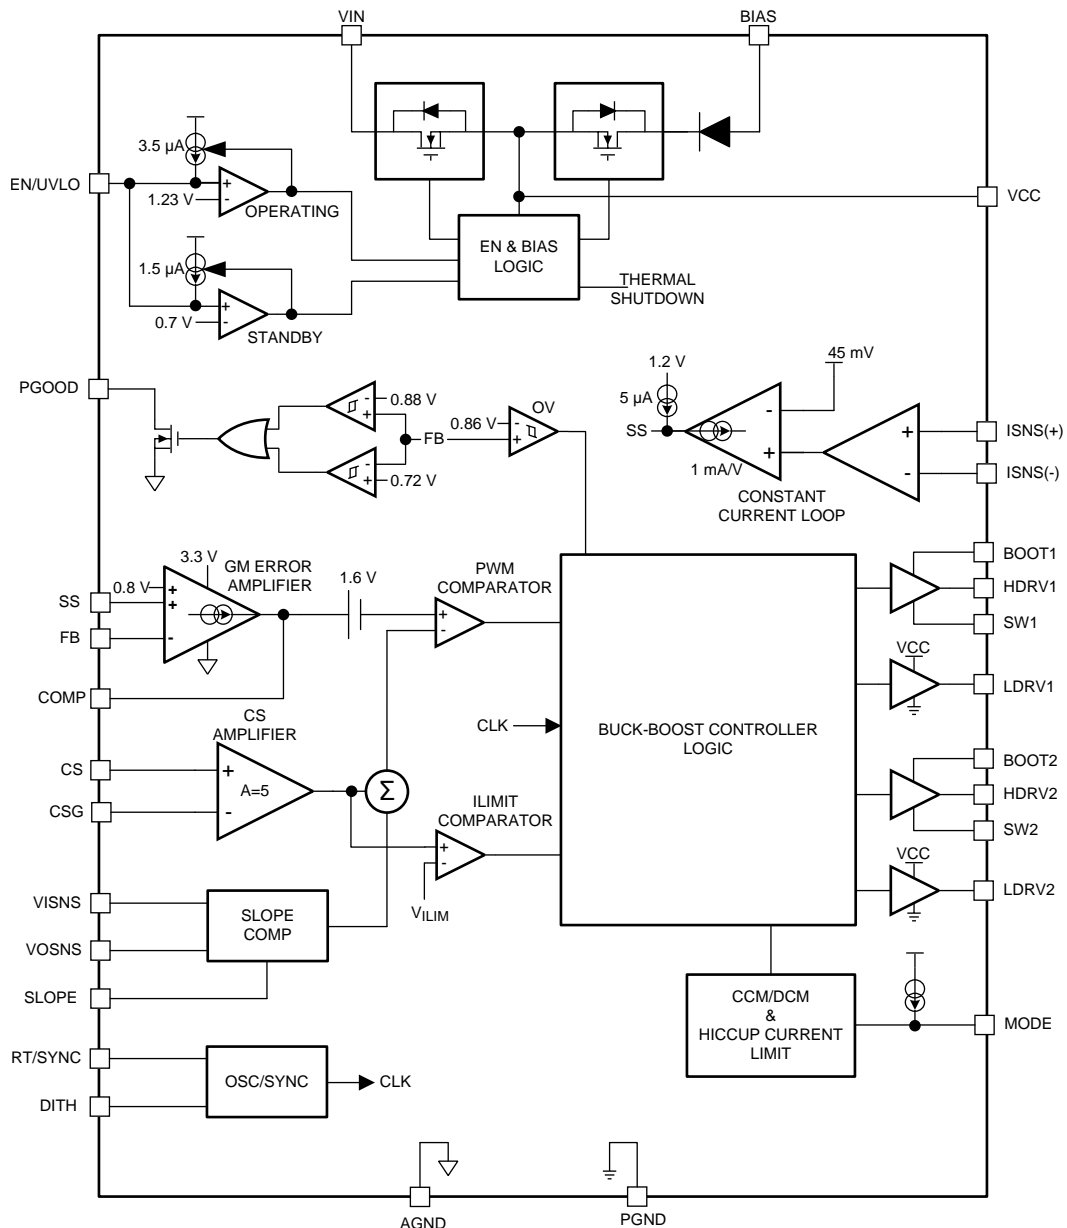 VIN
BIAS
3.5 µA
EN/UVLO
+
1.23 V
-
OPERATING
VCC
EN & BIAS
LOGIC
1.5 µA
THERMAL
SHUTDOWN
+
0.7 V
-
STANDBY
PGOOD
-
0.88 V
+
FB
-
0.72 V
+
OV
0.86 V
-
+
1.2 V
45 mV
5 µA
SS
-
+
1 mA/V
CONSTANT
CURRENT LOOP
+
ISNS(+)
-
ISNS(-)
3.3 V
GM ERROR
AMPLIFIER
0.8 V
+
SS
+
FB
-
COMP
1.6 V
PWM
COMPARATOR
+
-
BOOT1
HDRV1
SW1
VCC
LDRV1
CS
AMPLIFIER
CS
+
A=5
CSG
-
Σ
CLK
BUCK-BOOST CONTROLLER
LOGIC
BOOT2
HDRV2
SW2
ILIMIT
COMPARATOR
+
-
VILIM
VCC
LDRV2
VISNS
SLOPE
COMP
VOSNS
SLOPE
CCM/DCM
&
HICCUP CURRENT
LIMIT
MODE
RT/SYNC
OSC/SYNC
CLK
DITH
AGND
PGND